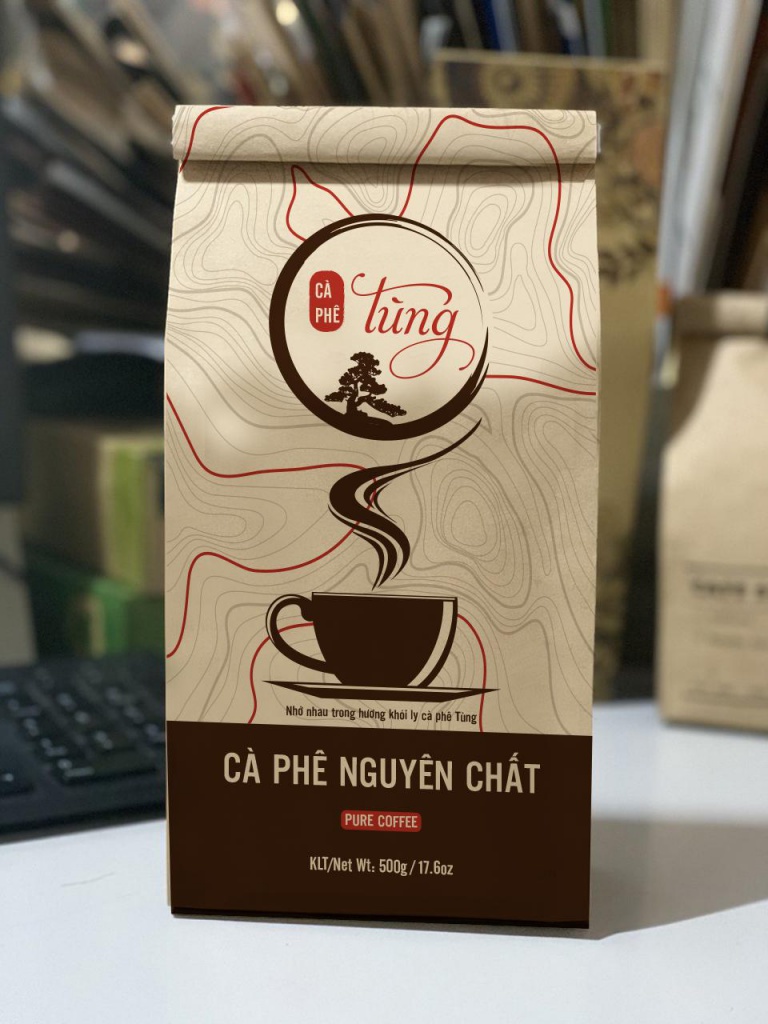 CÀ
PHÊ
tùng
Nhớ nhau trong hương khói ly cà phê Tùng
CÀ PHÊ NGUYÊN CHẤT
PURE COFFEE
KLT/Net Wt: 500g / 17.6oz